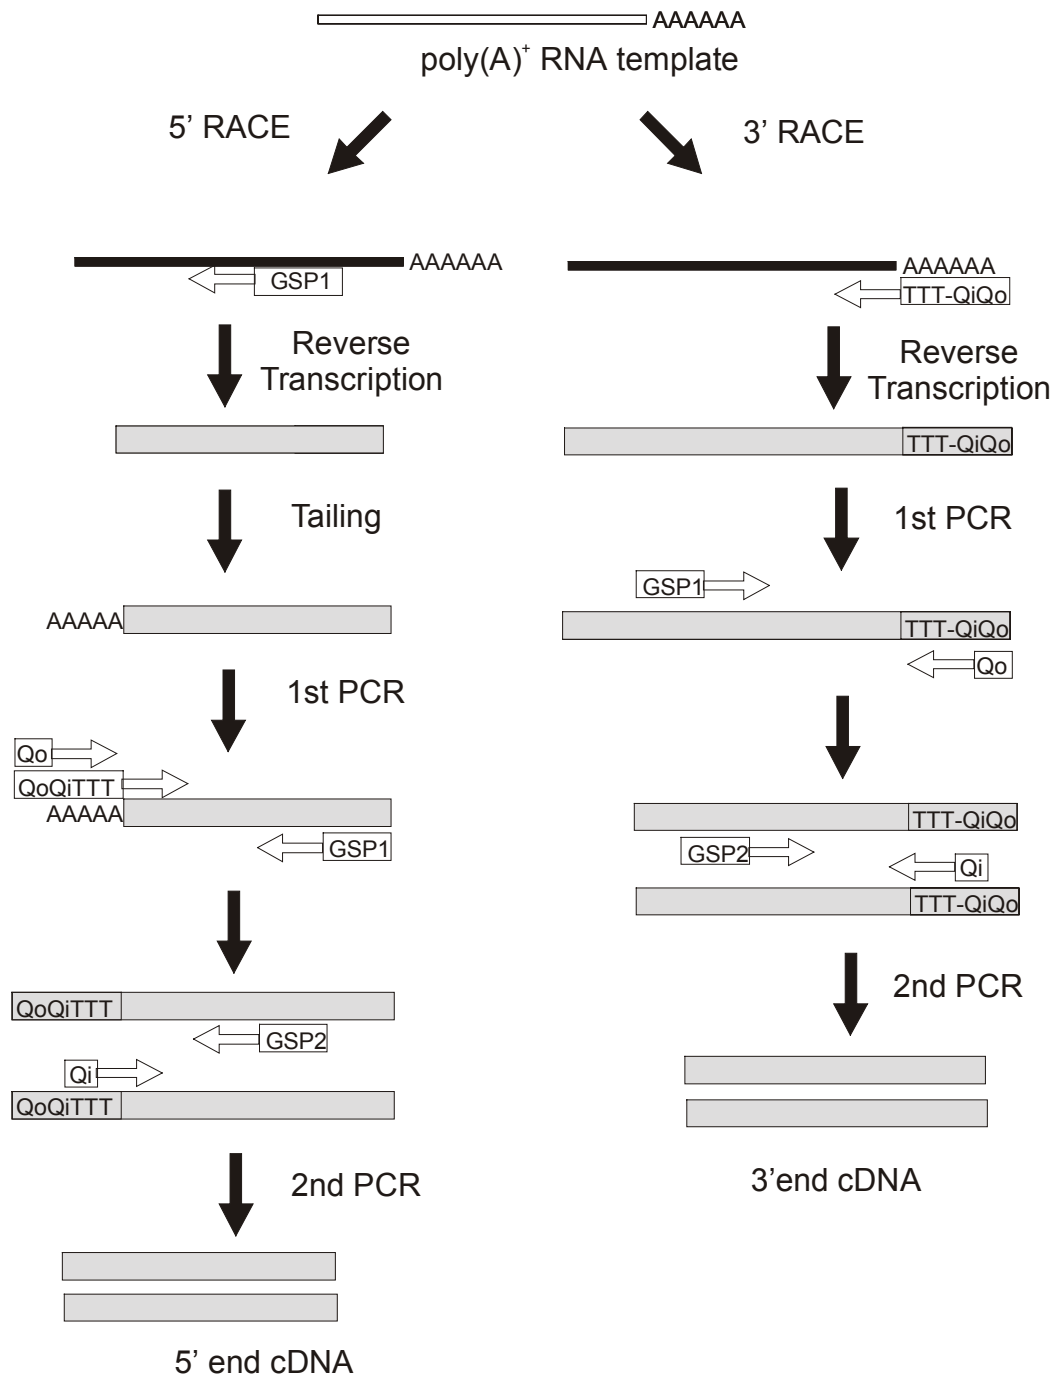 AAAAAA
poly(A)+ RNA template
5’ RACE
3’ RACE
AAAAAA
GSP1
Reverse
Transcription
Tailing
AAAAA
1st PCR
Qo
QoQiTTT
AAAAA
GSP1
QoQiTTT
GSP2
Qi
QoQiTTT
2nd PCR
5’ end cDNA
AAAAAA
TTT-QiQo
Reverse
Transcription
TTT-QiQo
1st PCR
GSP1
TTT-QiQo
Qo
TTT-QiQo
GSP2
Qi
TTT-QiQo
2nd PCR
3’end cDNA